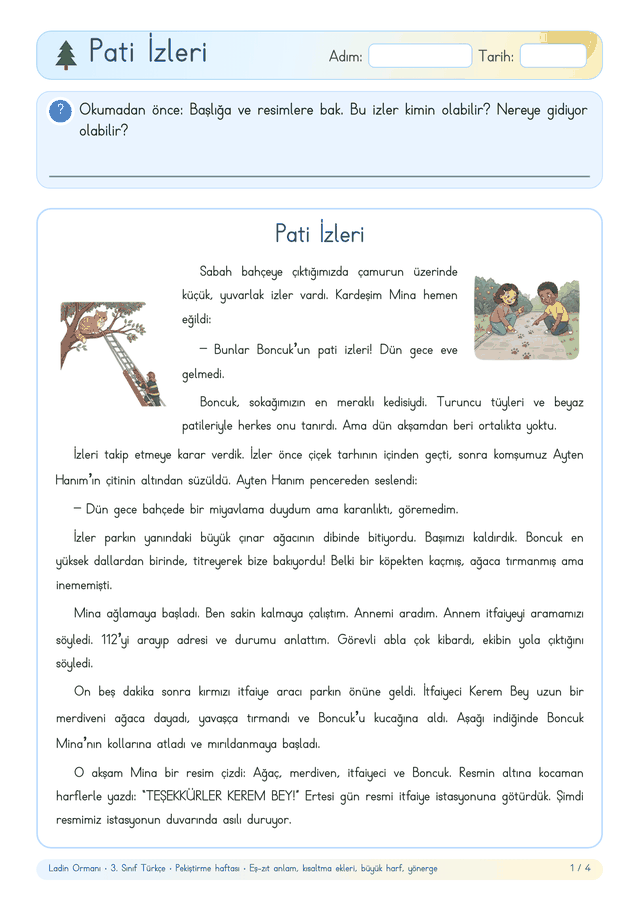 Pati İzleri
Adım:
Tarih:
? Okumadan önce: Başlığa ve resimlere bak. Bu izler kimin olabilir? Nereye gidiyor
olabilir?
Pati İzleri
Sabah bahçeye çıktığımızda çamurun üzerinde
küçük, yuvarlak izler vardı. Kardeşim Mina hemen
eğildi:
– Bunlar Boncuk'un pati izleri! Dün gece eve
gelmedi.
Boncuk, sokağımızın en meraklı kedisiydi. Turuncu tüyleri ve beyaz
patileriyle herkes onu tanırdı. Ama dün akşamdan beri ortalıkta yoktu.
İzleri takip etmeye karar verdik. İzler önce çiçek tarhının içinden geçti, sonra komşumuz Ayten
Hanım'ın çitinin altından süzüldü. Ayten Hanım pencereden seslendi:
– Dün gece bahçede bir miyavlama duydum ama karanlıktı, göremedim.
İzler parkın yanındaki büyük çınar ağacının dibinde bitiyordu. Başımızı kaldırdık. Boncuk en
yüksek dallardan birinde, titreyerek bize bakıyordu! Belki bir köpekten kaçmış, ağaca tırmanmış ama
inememişti.
Mina ağlamaya başladı. Ben sakin kalmaya çalıştım. Annemi aradım. Annem itfaiyeyi aramamızı
söyledi. 112'yi arayıp adresi ve durumu anlattım. Görevli abla çok kibardı, ekibin yola çıktığını
söyledi.
On beş dakika sonra kırmızı itfaiye aracı parkın önüne geldi. İtfaiyeci Kerem Bey uzun bir
merdiveni ağaca dayadı, yavaşça tırmandı ve Boncuk'u kucağına aldı. Aşağı indiğinde Boncuk
Mina'nın kollarına atladı ve mırıldanmaya başladı.
O akşam Mina bir resim çizdi: Ağaç, merdiven, itfaiyeci ve Boncuk. Resmin altına kocaman
harflerle yazdı: "TEŞEKKÜRLER KEREM BEY!" Ertesi gün resmi itfaiye istasyonuna götürdük. Şimdi
resmimiz istasyonun duvarında asılı duruyor.
Ladin Ormanı • 3. Sınıf Türkçe • Pekiştirme haftası • Eş-zıt anlam, kısaltma ekleri, büyük harf, yönerge
1 / 4